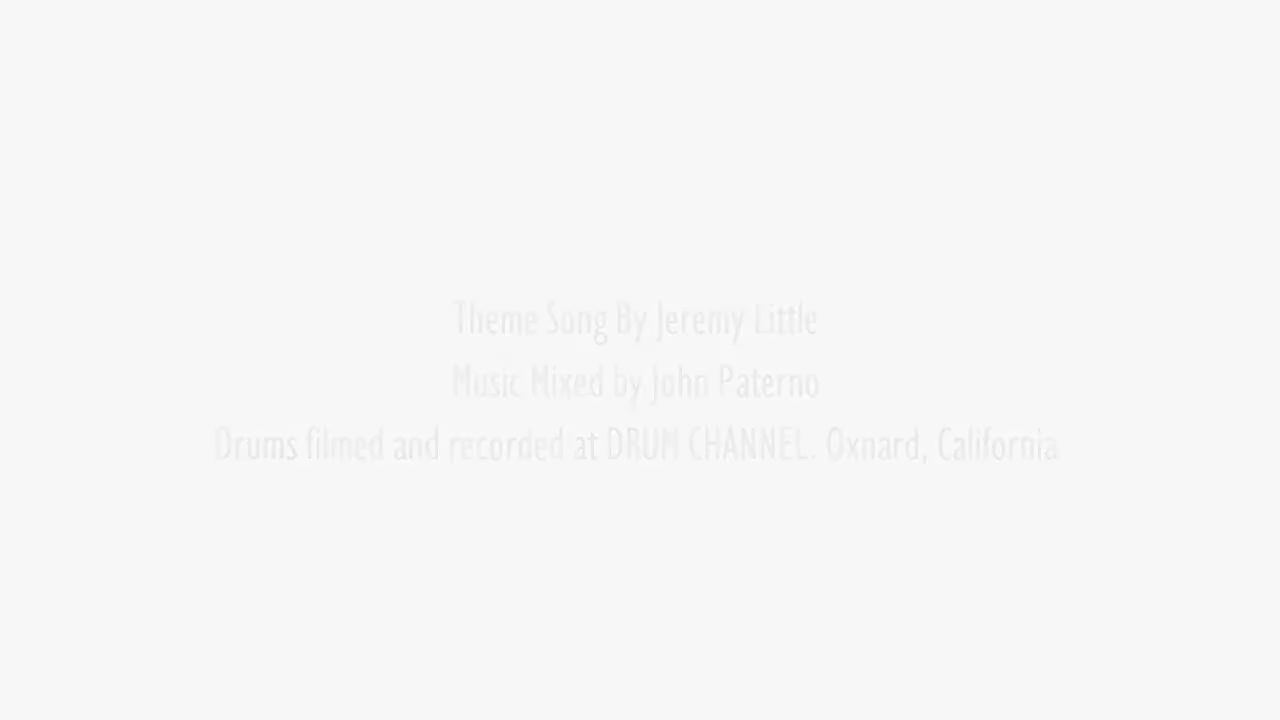 Theme Song By Jeremy Little
Music Mixed by John Paterno
Drums filmed and recorded at DRUM CHANNEL. Oxnard, California